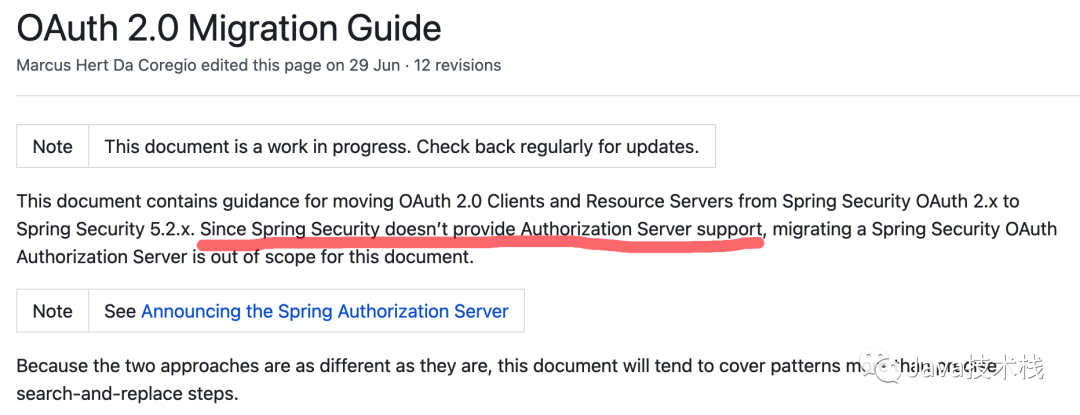 OAuth 2.0 Migration Guide
Marcus Hert Da Coregio edited this page on 29 Jun · 12 revisions
Note This document is a work in progress. Check back regularly for updates.
This document contains guidance for moving OAuth 2.0 Clients and Resource Servers from Spring Security OAuth 2.x to
Spring Security 5.2.x. Since Spring Security doesn’t provide Authorization Server support, migrating a Spring Security OAuth
Authorization Server is out of scope for this document.
Note See Announcing the Spring Authorization Server
Because the two approaches are as different as they are, this document will tend to cover patterns than precise
search-and-replace steps.
Java技术栈